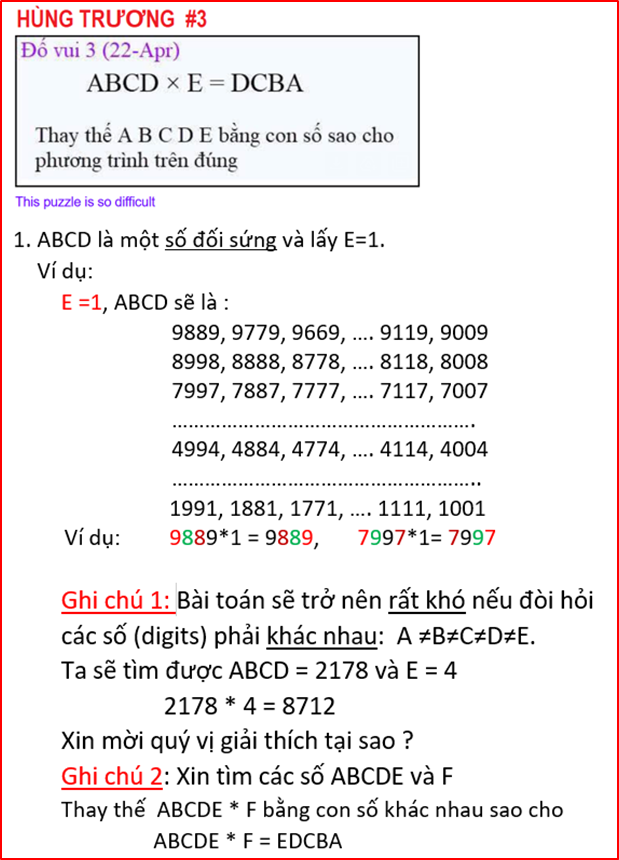 HÙNG TRƯƠNG #3
Đố vui 3 (22-Apr)
ABCD × E = DCBA
Thay thế A B C D E bằng con số sao cho
phương trình trên đúng
This puzzle is so difficult
1. ABCD là một số đối sứng và lấy E=1.
Ví dụ:
E =1, ABCD sẽ là :
9889, 9779, 9669, .... 9119, 9009
8998, 8888, 8778, .... 8118, 8008
7997, 7887, 7777, .... 7117, 7007
……………………………………………….
4994, 4884, 4774, .... 4114, 4004
………………………………………………..
1991, 1881, 1771, .... 1111, 1001
Ví dụ: 9889*1 = 9889, 7997*1= 7997
Ghi chú 1: Bài toán sẽ trở nên rất khó nếu đòi hỏi
các số (digits) phải khác nhau: A ≠B≠C≠D≠E.
Ta sẽ tìm được ABCD = 2178 và E = 4
2178 * 4 = 8712
Xin mời quý vị giải thích tại sao ?
Ghi chú 2: Xin tìm các số ABCDE và F
Thay thế ABCDE * F bằng con số khác nhau sao cho
ABCDE * F = EDCBA